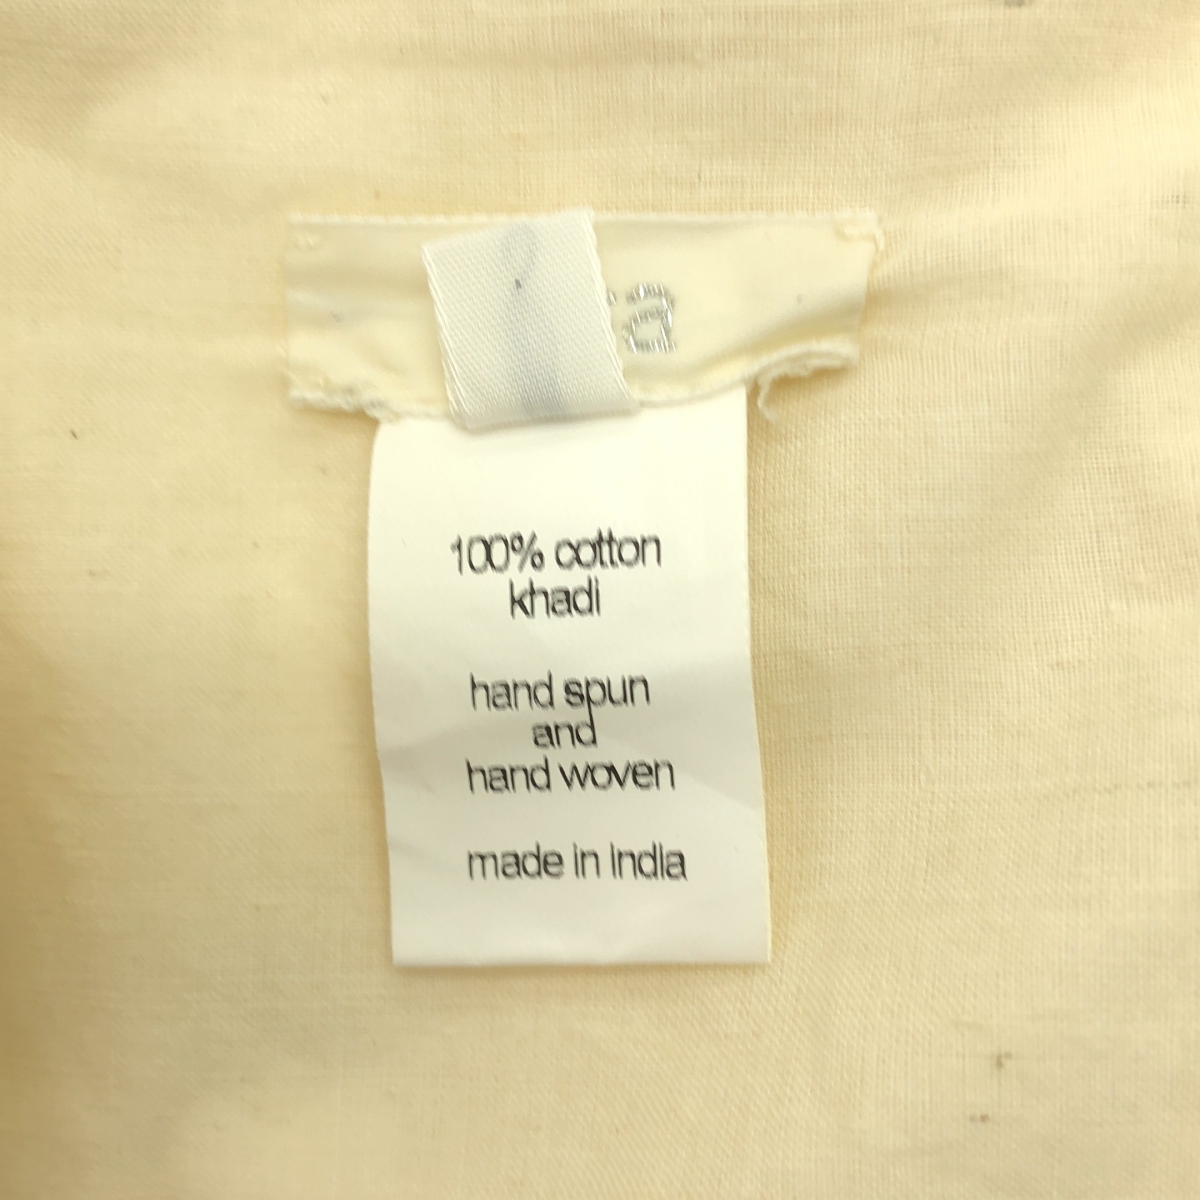 100% cotton
khadi
hand spun
and
hand woven
made in india